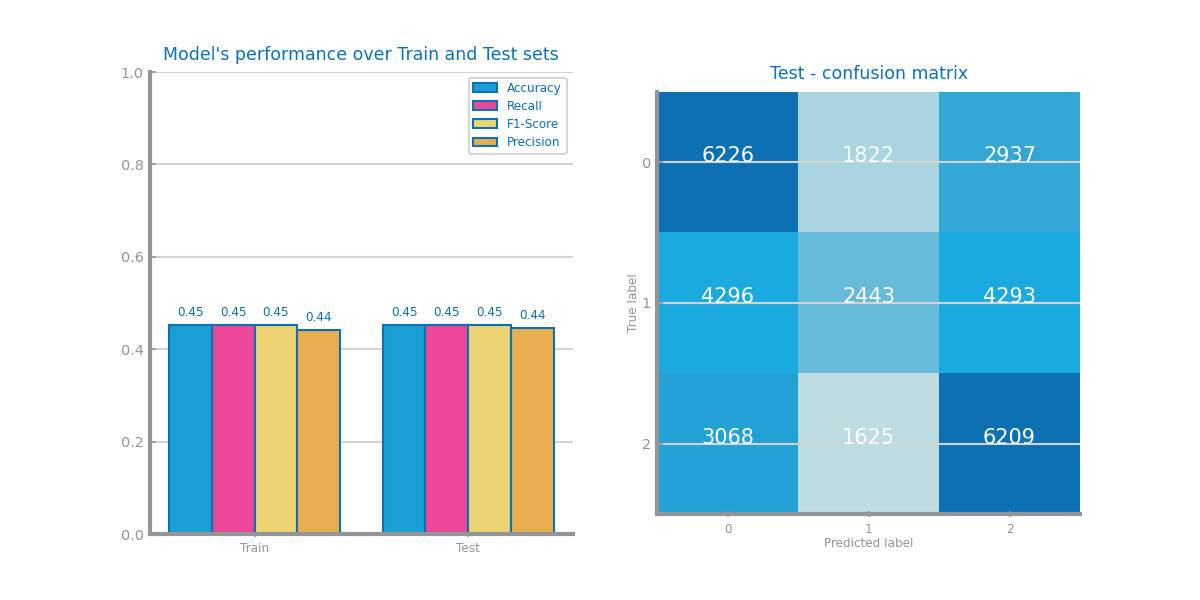 Model's performance over Train and Test sets
1.0
0.8
0.6
0.4
0.2
0.0
Accuracy
Recall
F1-Score
Precision
0.45 0.45 0.45 0.44
0.45 0.45 0.45 0.44
Train Test
Test - confusion matrix
True label
0 6226 1822 2937
1 4296 2443 4293
2 3068 1625 6209
0 1 2
Predicted label